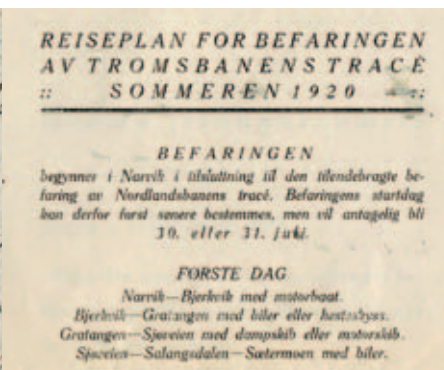 REISEPLAN FOR BEFARINGEN
AV TROMSBANENS TRACÉ
:: SOMMEREN 1920 ::
BEFARINGEN
begynner i Narvik i tilslutning til den tilendebragte be-
faring av Nordlandsbanens tracé. Befaringens startdag
kan derfor først senere bestemmes, men vil antagelig bli
30. eller 31. juli.
FØRSTE DAG
Narvik—Bjerkvik med motorbaat.
Bjerkvik—Gratangen med biler eller hesteskyss.
Gratangen—Sjøveien med dampskib eller motorskib.
Sjøveien—Salangsdalen—Sætermoen med biler.